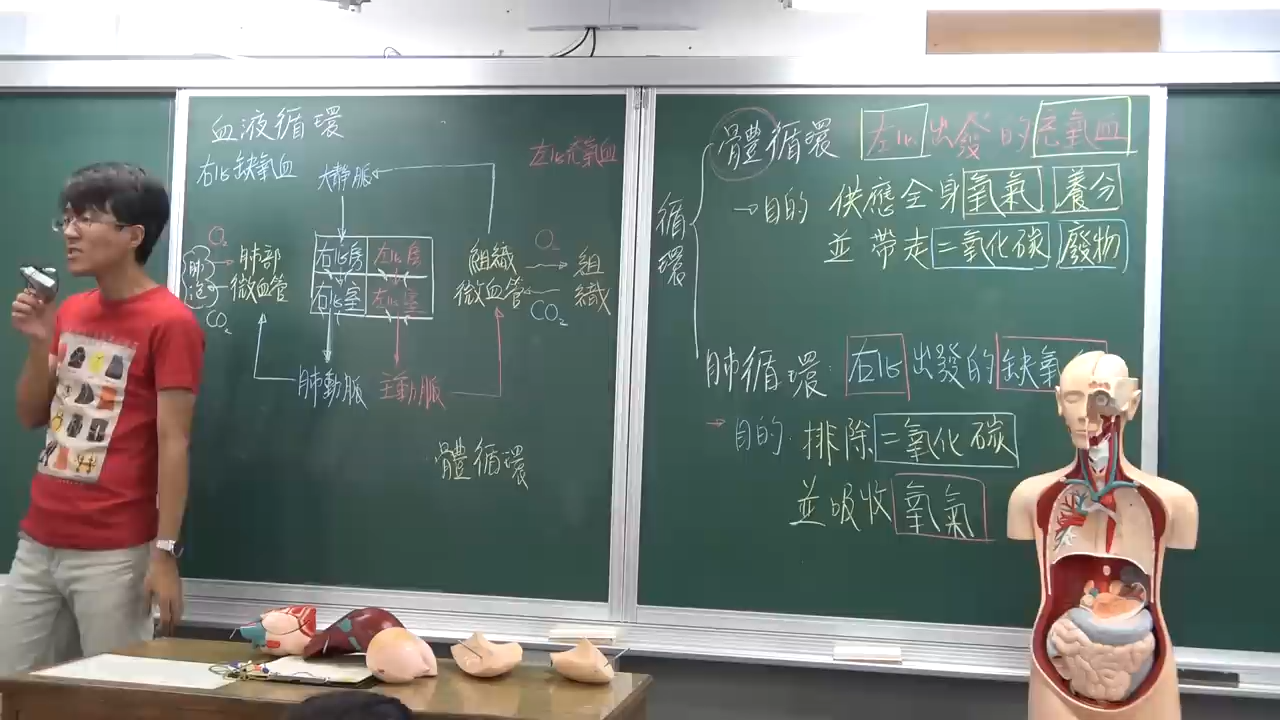 血液循環
右心缺氧血
左心充氧血
大靜脈
右心房 左心房
右心室 左心室
肺泡
O₂
CO₂
肺部
微血管
組織
微血管
O₂
CO₂
組織
肺動脈 主動脈
體循環
循環
體循環 左心出發的充氧血
→目的 供應全身氧氣 養分
並帶走二氧化碳 廢物
肺循環: 右心出發的缺氧
→目的: 排除二氧化碳
並吸收氧氣